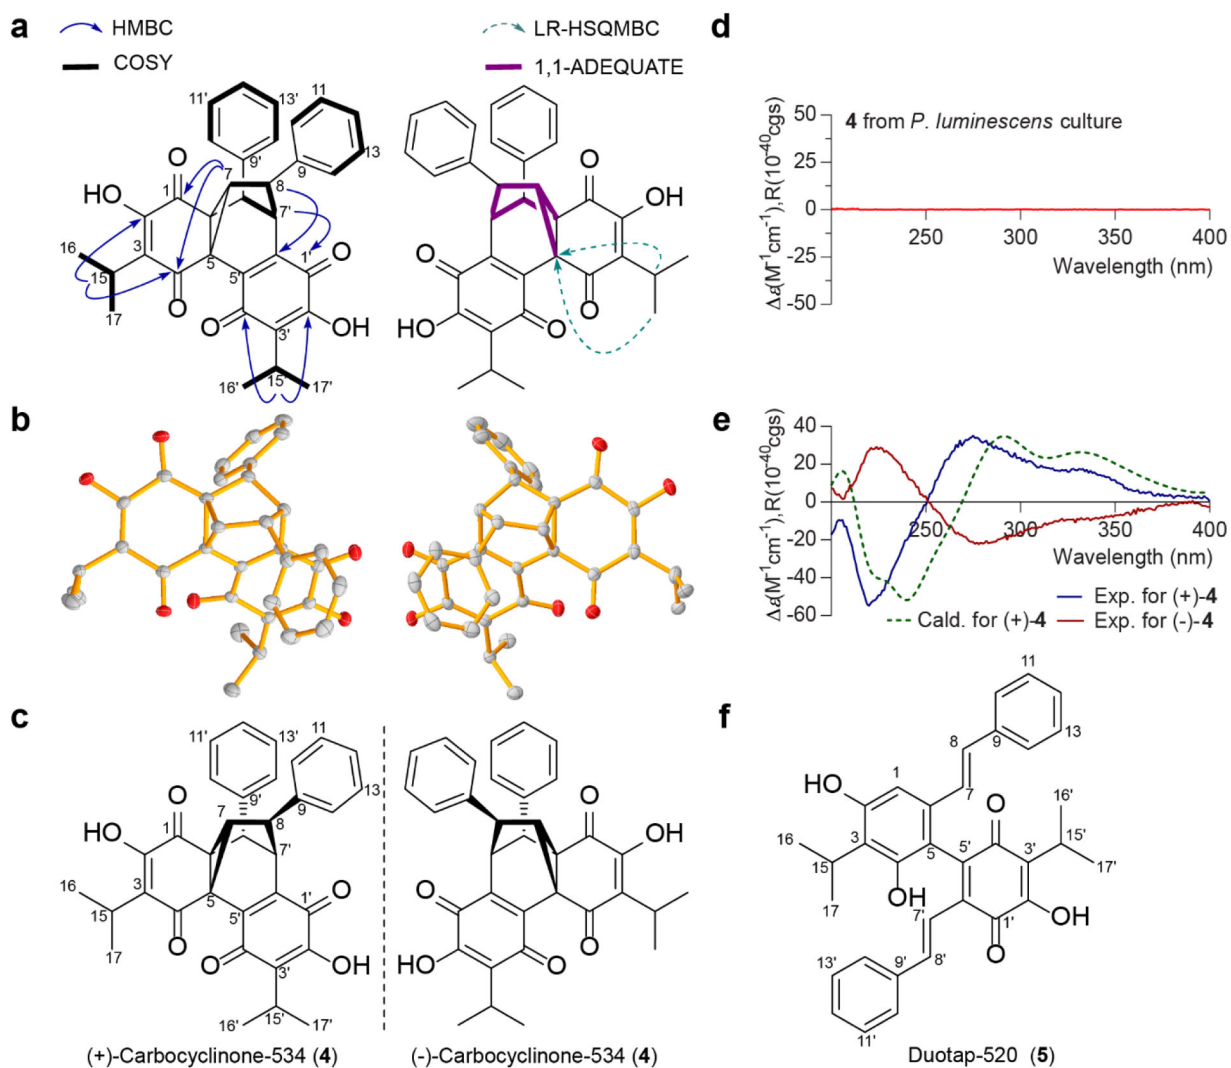 a
HMBC
COSY
LR-HSQMBC
1,1-ADEQUATE
11'
13'
11
13
9'
9
O
HO
1
7
8
7'
16
3
5
O
15
5'
1'
17
O
O
3'
OH
15'
16'
17'
O
OH
O
O
HO
O
d
50
25
0
-25
-50
Δε(M⁻¹cm⁻¹),R(10⁻⁴⁰cgs)
4 from P. luminescens culture
250
300
350
400
Wavelength (nm)
b
e
40
20
0
-20
-40
-60
Δε(M⁻¹cm⁻¹),R(10⁻⁴⁰cgs)
250
300
350
400
Wavelength (nm)
Exp. for (+)-4
Cald. for (+)-4
Exp. for (-)-4
c
11'
13'
11
13
9'
9
O
HO
1
7
8
7'
16
3
5
O
15
5'
1'
17
O
O
3'
OH
15'
16'
17'
(+)-Carbocyclinone-534 (4)
O
OH
O
O
HO
O
(-)-Carbocyclinone-534 (4)
f
11
8
9
13
HO
1
7
16'
O
16
3
5
5'
3'
15'
15
17'
17
OH
7'
1'
OH
O
13'
9'
8'
11'
Duotap-520 (5)